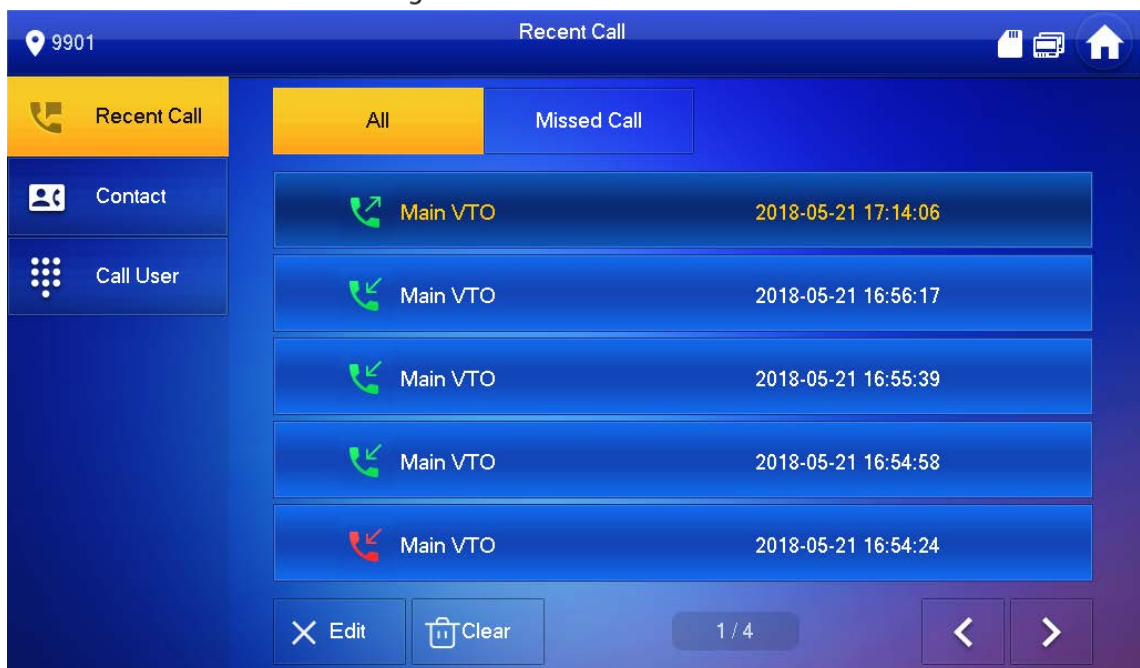 9901
Recent Call
Recent Call
Contact
Call User
All
Missed Call
Main VTO 2018-05-21 17:14:06
Main VTO 2018-05-21 16:56:17
Main VTO 2018-05-21 16:55:39
Main VTO 2018-05-21 16:54:58
Main VTO 2018-05-21 16:54:24
Edit
Clear
1 / 4